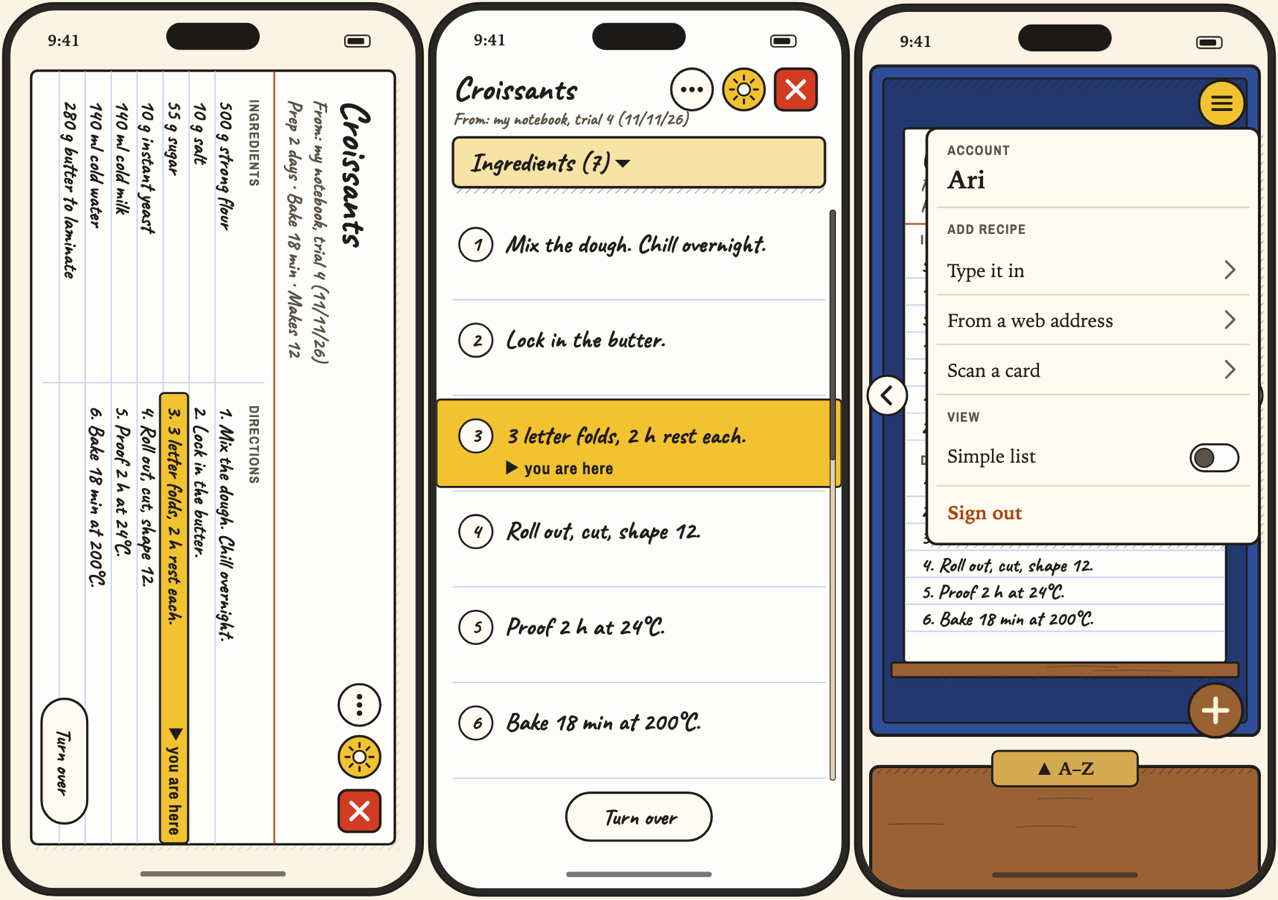 9:41
Croissants
From: my notebook, trial 4 (11/11/26)
Prep 2 days · Bake 18 min · Makes 12
INGREDIENTS
500 g strong flour
10 g salt
55 g sugar
10 g instant yeast
140 ml cold milk
140 ml cold water
280 g butter to laminate
DIRECTIONS
1. Mix the dough. Chill overnight.
2. Lock in the butter.
3. 3 letter folds, 2 h rest each. ▶ you are here
4. Roll out, cut, shape 12.
5. Proof 2 h at 24°C.
6. Bake 18 min at 200°C.
Turn over
9:41
Croissants
From: my notebook, trial 4 (11/11/26)
Ingredients (7)
1 Mix the dough. Chill overnight.
2 Lock in the butter.
3 3 letter folds, 2 h rest each.
▶ you are here
4 Roll out, cut, shape 12.
5 Proof 2 h at 24°C.
6 Bake 18 min at 200°C.
Turn over
9:41
ACCOUNT
Ari
ADD RECIPE
Type it in
From a web address
Scan a card
VIEW
Simple list
Sign out
4. Roll out, cut, shape 12.
5. Proof 2 h at 24°C.
6. Bake 18 min at 200°C.
▲ A–Z